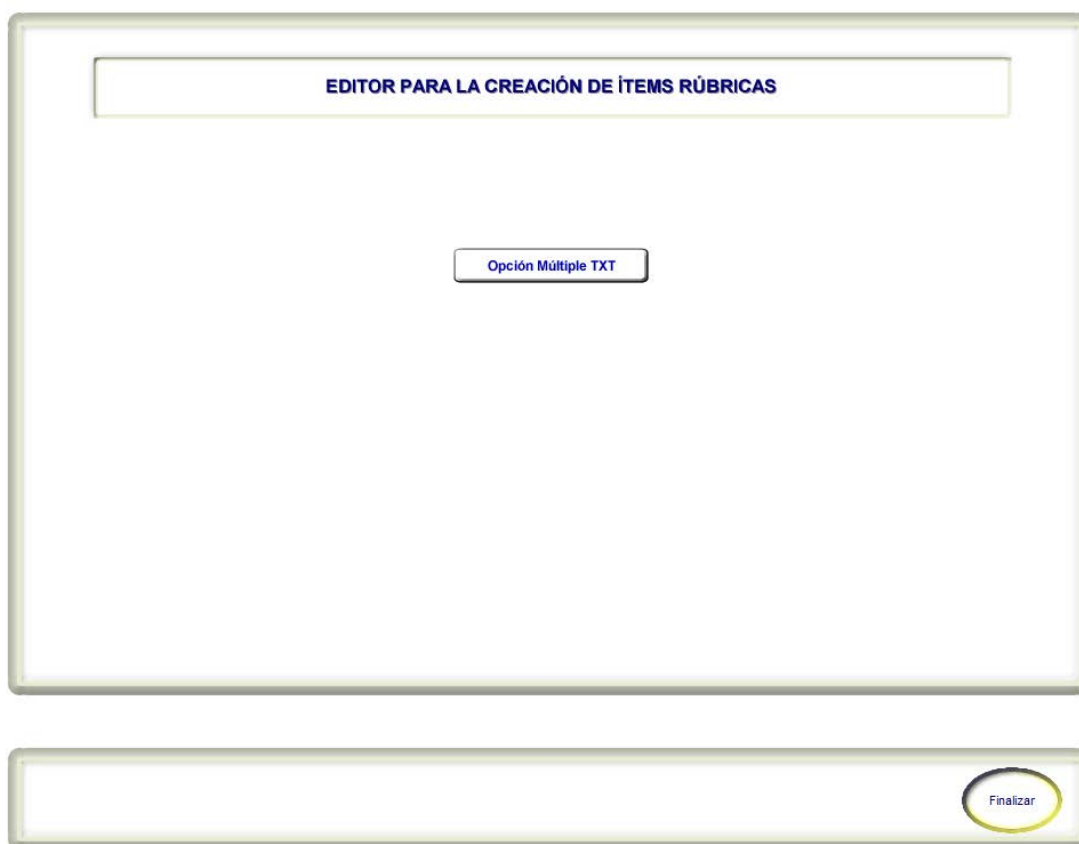 EDITOR PARA LA CREACIÓN DE ÍTEMS RÚBRICAS
Opción Múltiple TXT
Finalizar